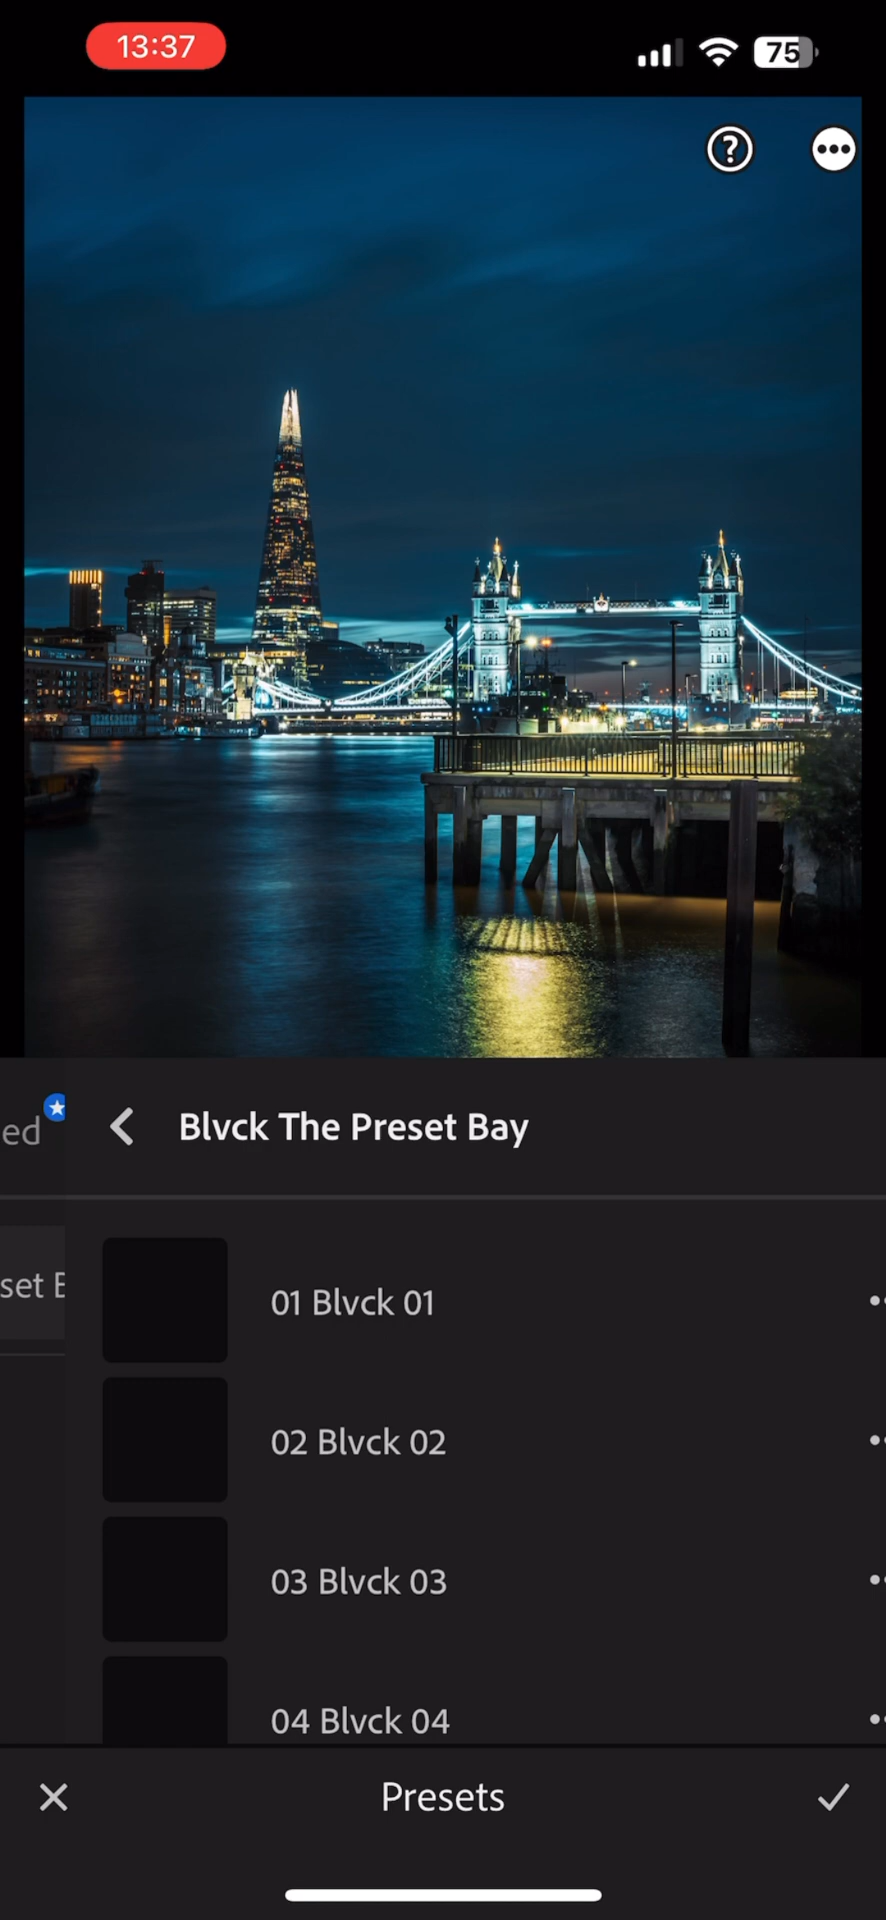 13:37
75
?
ed
Blvck The Preset Bay
set
01 Blvck 01
02 Blvck 02
03 Blvck 03
04 Blvck 04
Presets